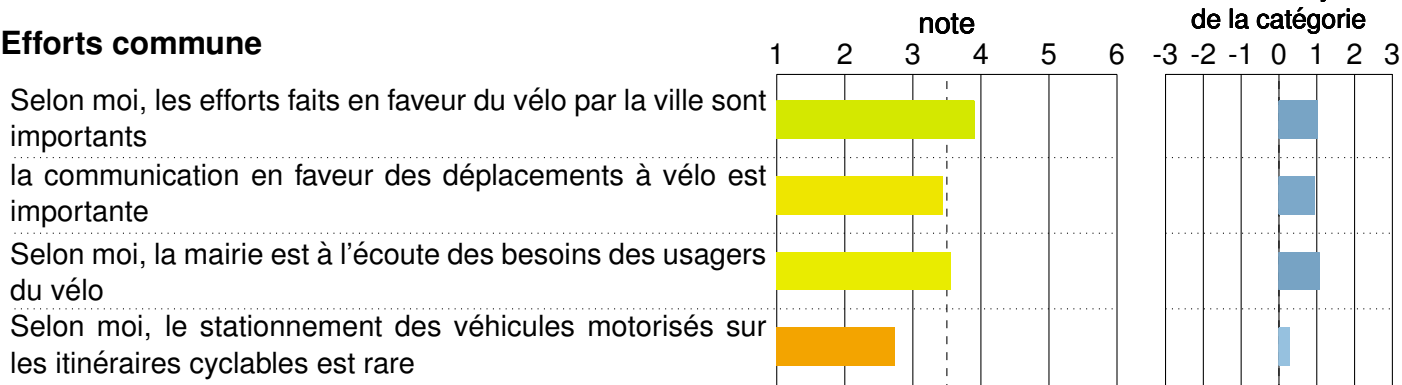 note
de la catégorie
Efforts commune
1 2 3 4 5 6
-3 -2 -1 0 1 2 3
Selon moi, les efforts faits en faveur du vélo par la ville sont
importants
la communication en faveur des déplacements à vélo est
importante
Selon moi, la mairie est à l'écoute des besoins des usagers
du vélo
Selon moi, le stationnement des véhicules motorisés sur
les itinéraires cyclables est rare